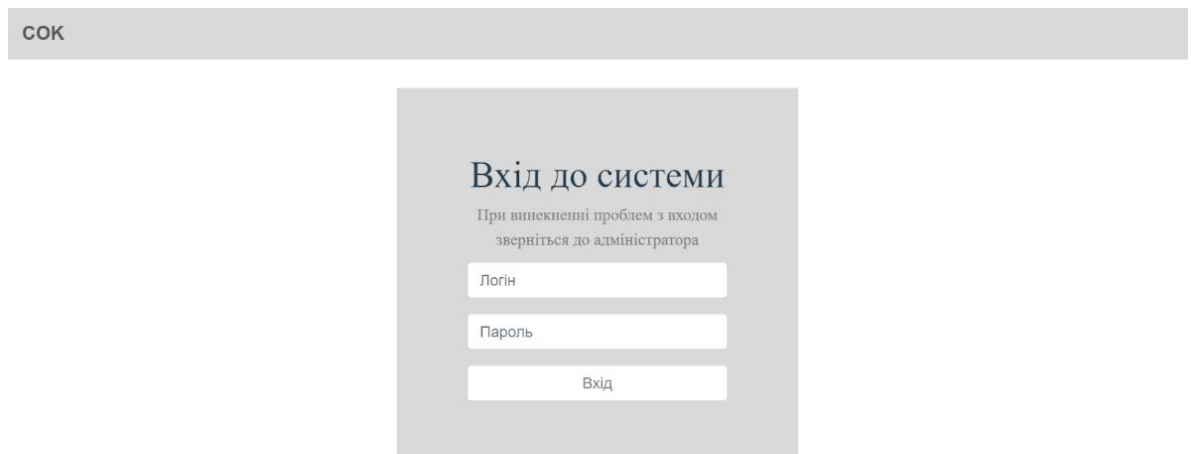 СОК
Вхід до системи
При винекненні проблем з входом
зверніться до адміністратора
Логін
Пароль
Вхід